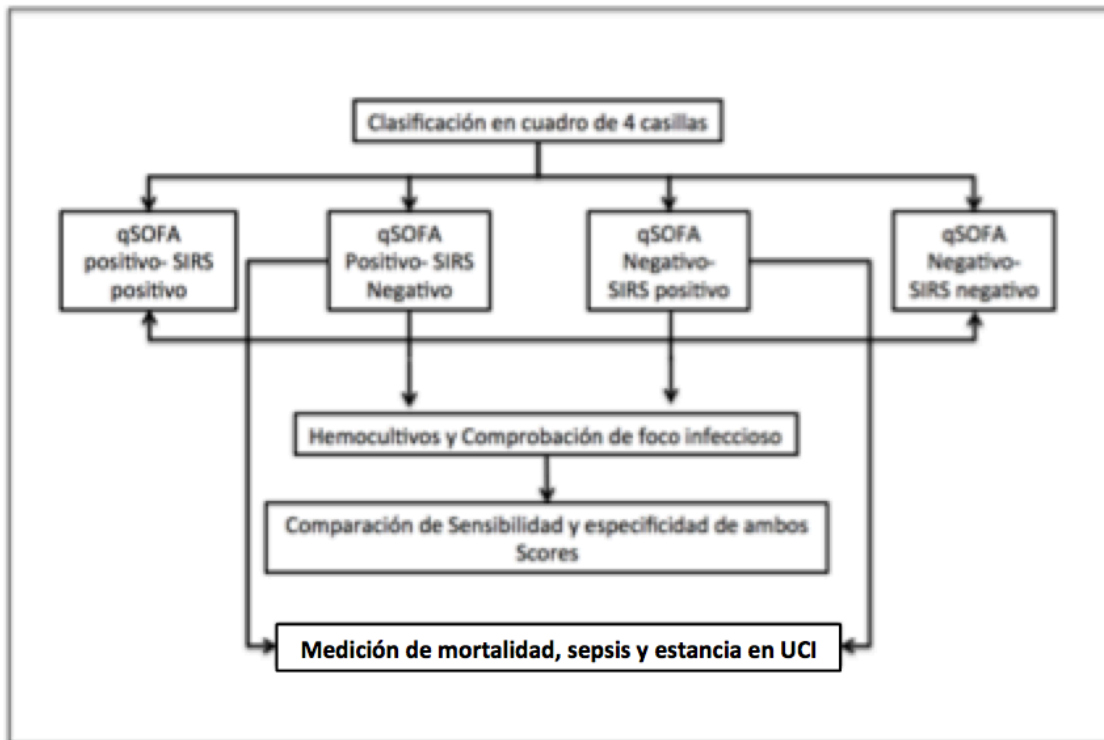 Clasificación en cuadro de 4 casillas
qSOFA
positivo- SIRS
positivo
qSOFA
Positivo- SIRS
Negativo
qSOFA
Negativo-
SIRS positivo
qSOFA
Negativo-
SIRS negativo
Hemocultivos y Comprobación de foco infeccioso
Comparación de Sensibilidad y especificidad de ambos
Scores
Medición de mortalidad, sepsis y estancia en UCI